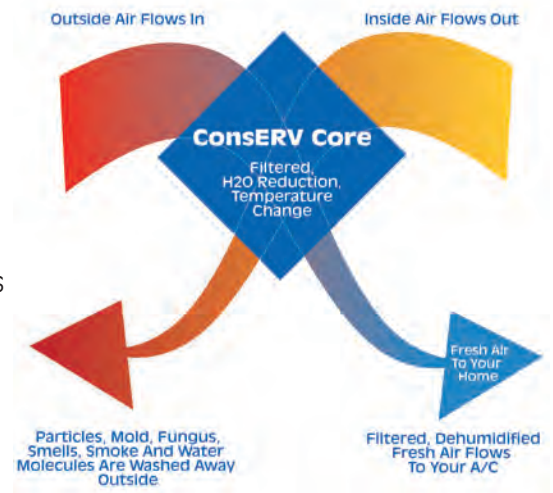 Outside Air Flows In
Inside Air Flows Out
ConsERV Core
Filtered,
H2O Reduction,
Temperature
Change
S
Fresh Air
To Your
Home
Particles, Mold, Fungus,
Smells, Smoke And Water
Molecules Are Washed Away
Outside
Filtered, Dehumidified
Fresh Air Flows
To Your A/C